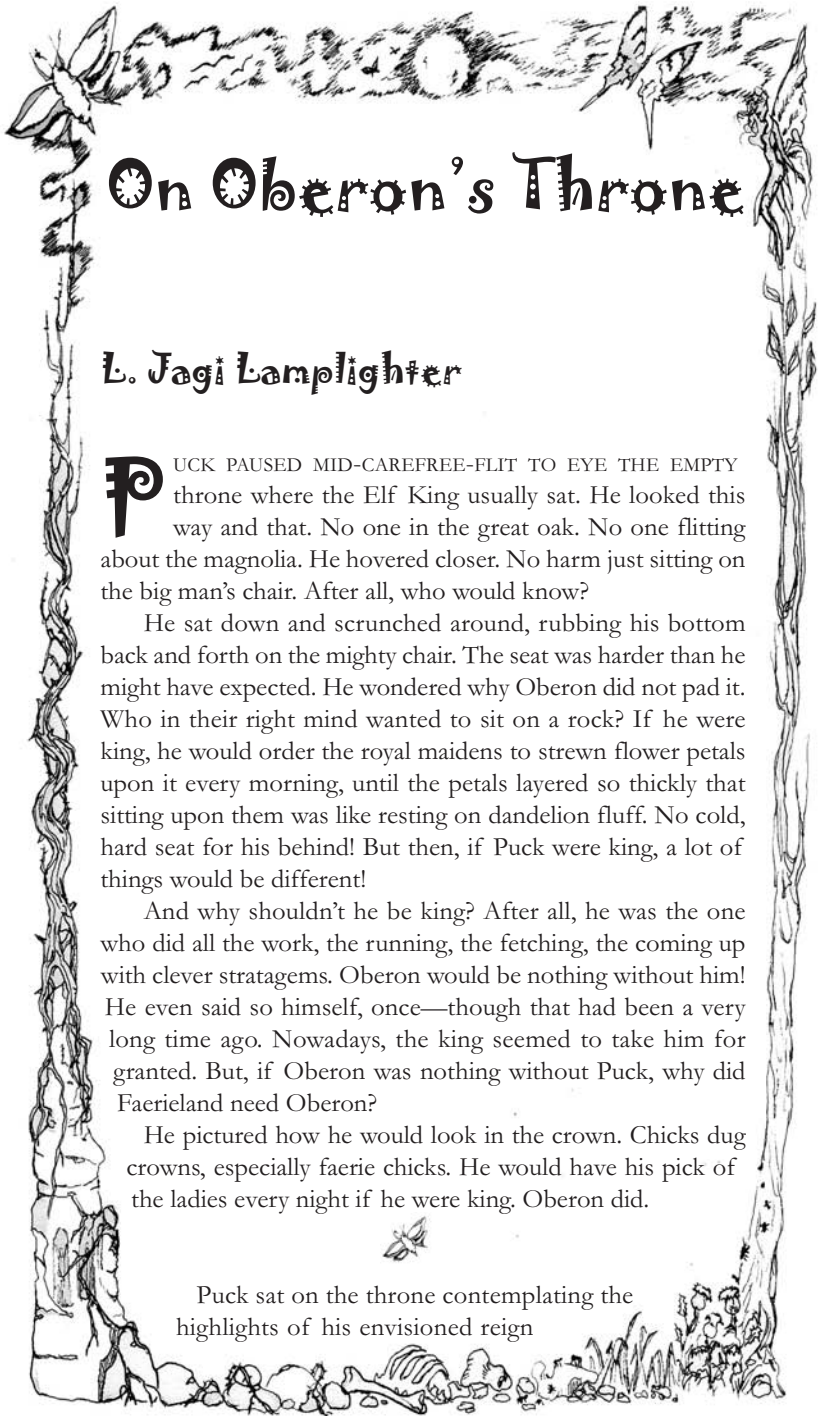 On Oberon's Throne
L. Jagi Lamplighter
PUCK PAUSED MID-CAREFREE-FLIT TO EYE THE EMPTY
throne where the Elf King usually sat. He looked this
way and that. No one in the great oak. No one flitting
about the magnolia. He hovered closer. No harm just sitting on
the big man's chair. After all, who would know?
He sat down and scrunched around, rubbing his bottom
back and forth on the mighty chair. The seat was harder than he
might have expected. He wondered why Oberon did not pad it.
Who in their right mind wanted to sit on a rock? If he were
king, he would order the royal maidens to strewn flower petals
upon it every morning, until the petals layered so thickly that
sitting upon them was like resting on dandelion fluff. No cold,
hard seat for his behind! But then, if Puck were king, a lot of
things would be different!
And why shouldn't he be king? After all, he was the one
who did all the work, the running, the fetching, the coming up
with clever stratagems. Oberon would be nothing without him!
He even said so himself, once—though that had been a very
long time ago. Nowadays, the king seemed to take him for
granted. But, if Oberon was nothing without Puck, why did
Faerieland need Oberon?
He pictured how he would look in the crown. Chicks dug
crowns, especially faerie chicks. He would have his pick of
the ladies every night if he were king. Oberon did.
Puck sat on the throne contemplating the
highlights of his envisioned reign